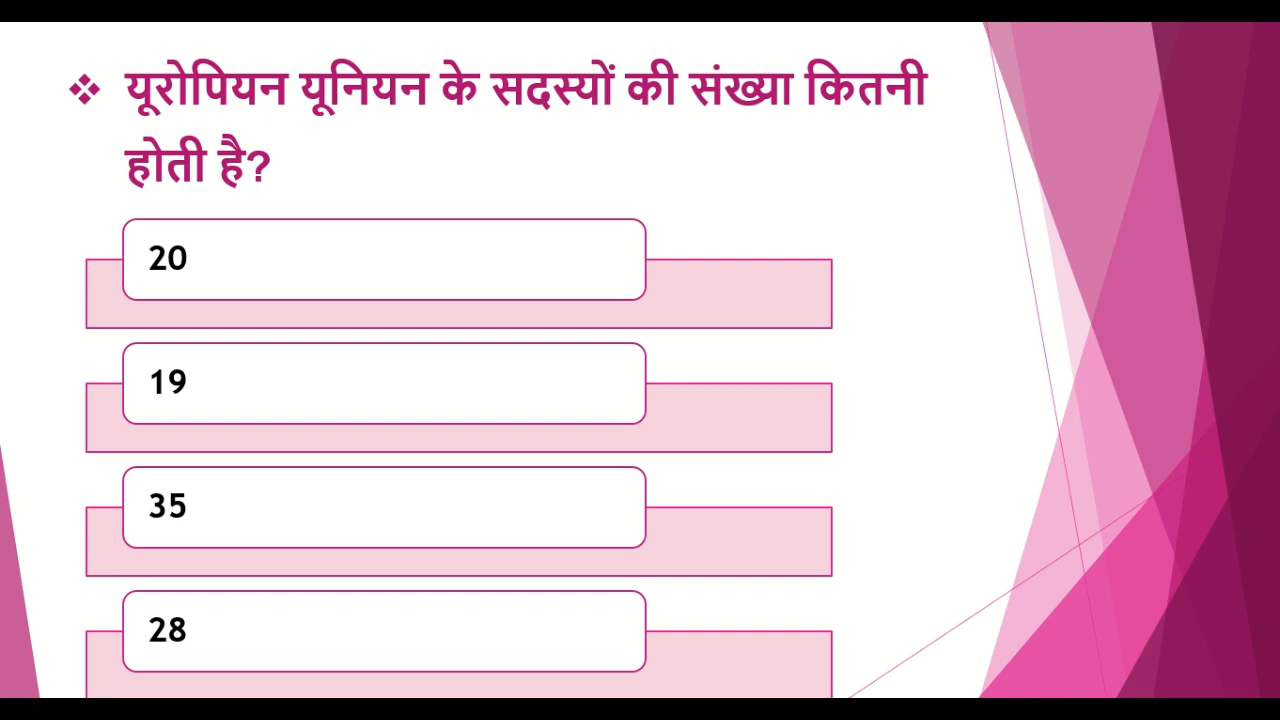 ❖ यूरोपियन यूनियन के सदस्यों की संख्या कितनी
होती है?
20
19
35
28